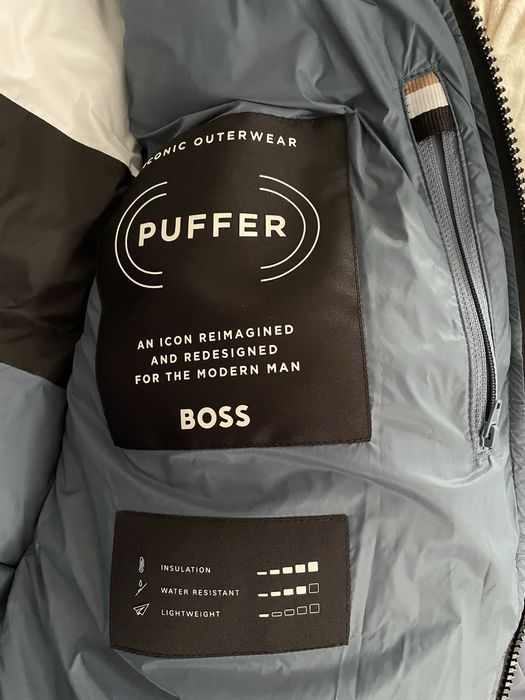 ICONIC OUTERWEAR
PUFFER
AN ICON REIMAGINED
AND REDESIGNED
FOR THE MODERN MAN
BOSS
INSULATION
WATER RESISTANT
LIGHTWEIGHT